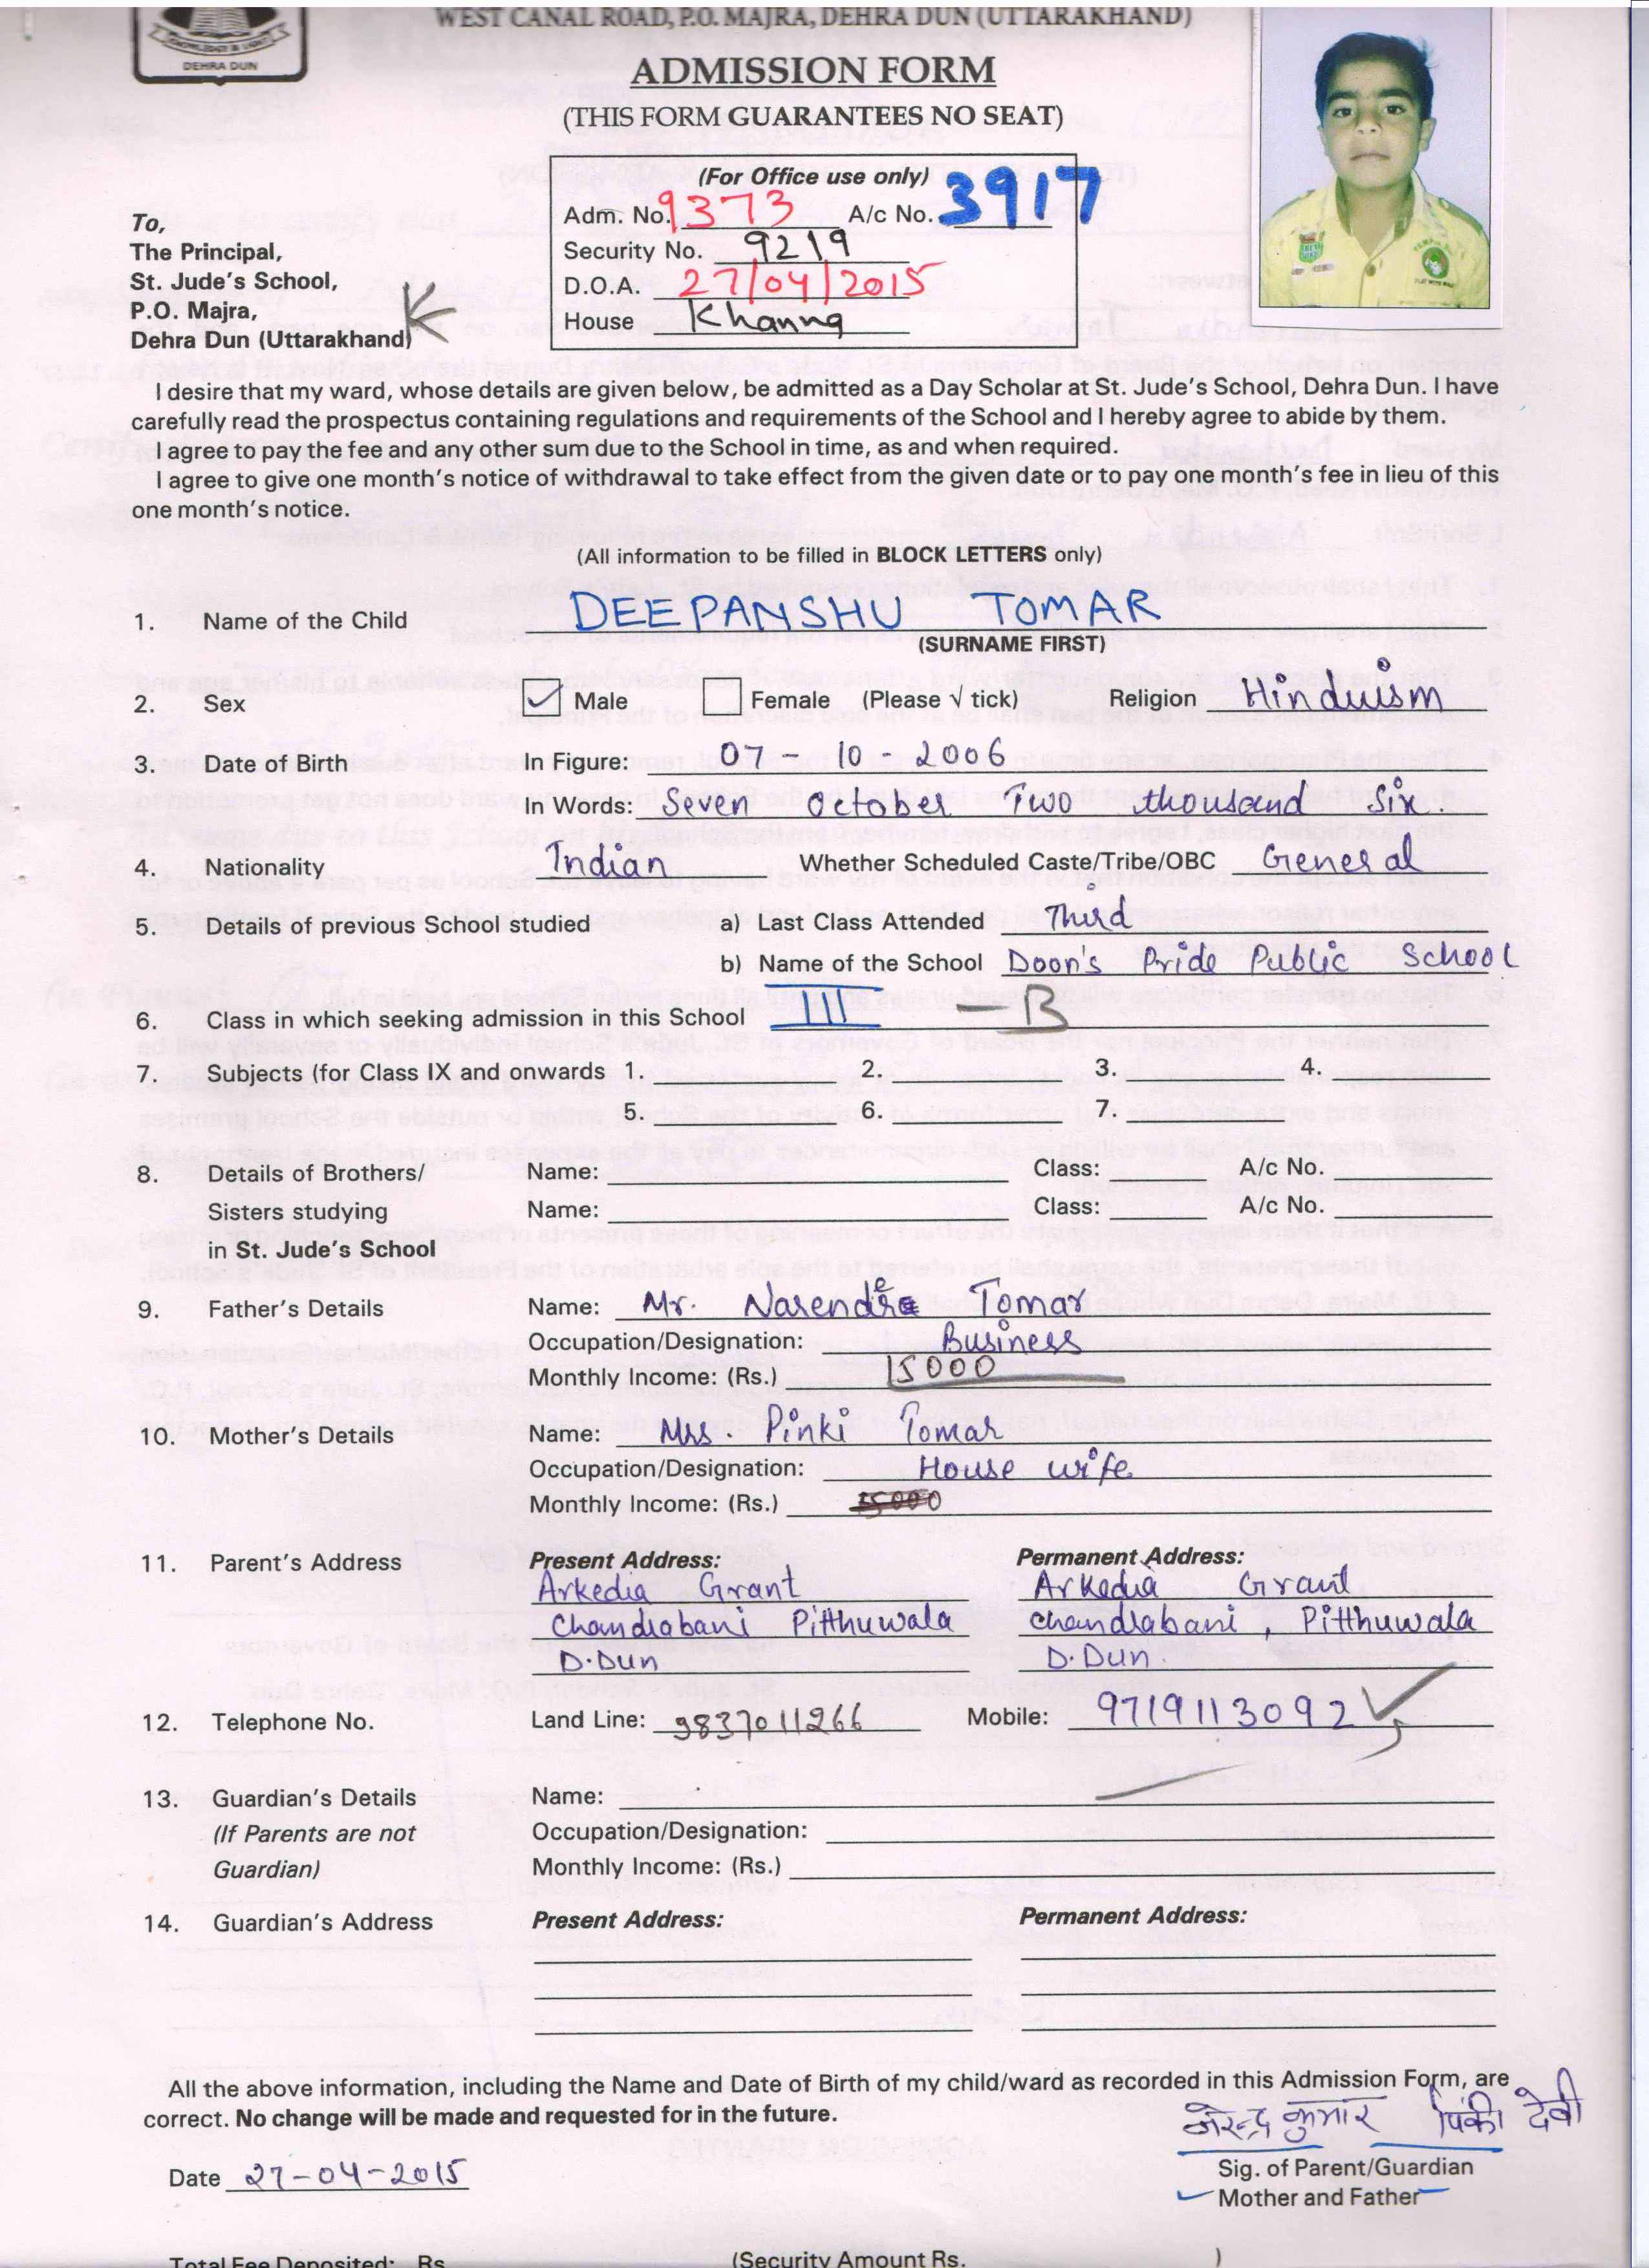 WEST CANAL ROAD, P.O. MAJRA, DEHRA DUN (UTTARAKHAND)
DEHRA DUN
ADMISSION FORM
(THIS FORM GUARANTEES NO SEAT)
(For Office use only)
Adm. No. 9373 A/c No. 3917
Security No. 9219
D.O.A. 27/04/2015
House Khanna
To,
The Principal,
St. Jude's School,
P.O. Majra,
Dehra Dun (Uttarakhand)
I desire that my ward, whose details are given below, be admitted as a Day Scholar at St. Jude's School, Dehra Dun. I have
carefully read the prospectus containing regulations and requirements of the School and I hereby agree to abide by them.
I agree to pay the fee and any other sum due to the School in time, as and when required.
I agree to give one month's notice of withdrawal to take effect from the given date or to pay one month's fee in lieu of this
one month's notice.
(All information to be filled in BLOCK LETTERS only)
1. Name of the Child DEEPANSHU TOMAR
(SURNAME FIRST)
2. Sex Male Female (Please √ tick) Religion Hinduism
3. Date of Birth In Figure: 07 - 10 - 2006
In Words: Seven October Two thousand Six.
4. Nationality Indian Whether Scheduled Caste/Tribe/OBC General
5. Details of previous School studied a) Last Class Attended Third
b) Name of the School Doon's Pride Public School
6. Class in which seeking admission in this School III - B
7. Subjects (for Class IX and onwards 1. 2. 3. 4.
5. 6. 7.
8. Details of Brothers/ Name: Class: A/c No.
Sisters studying Name: Class: A/c No.
in St. Jude's School
9. Father's Details Name: Mr. Narendre Tomar
Occupation/Designation: Business
Monthly Income: (Rs.) 15000
10. Mother's Details Name: Mrs. Pinki Tomar
Occupation/Designation: House wife
Monthly Income: (Rs.)
11. Parent's Address Present Address: Permanent Address:
Arkedia Grant Arkedia Grant
Chandrabani Pitthuwala chandrabani, Pitthuwala
D.Dun D.Dun.
12. Telephone No. Land Line: 9837011266 Mobile: 9719113092
13. Guardian's Details Name:
(If Parents are not Occupation/Designation:
Guardian) Monthly Income: (Rs.)
14. Guardian's Address Present Address: Permanent Address:
All the above information, including the Name and Date of Birth of my child/ward as recorded in this Admission Form, are
correct. No change will be made and requested for in the future.
नरेन्द्र कुमार पिंकी देवी
Date 27-04-2015
Sig. of Parent/Guardian
Mother and Father
Total Fee Deposited: Rs. (Security Amount Rs. )